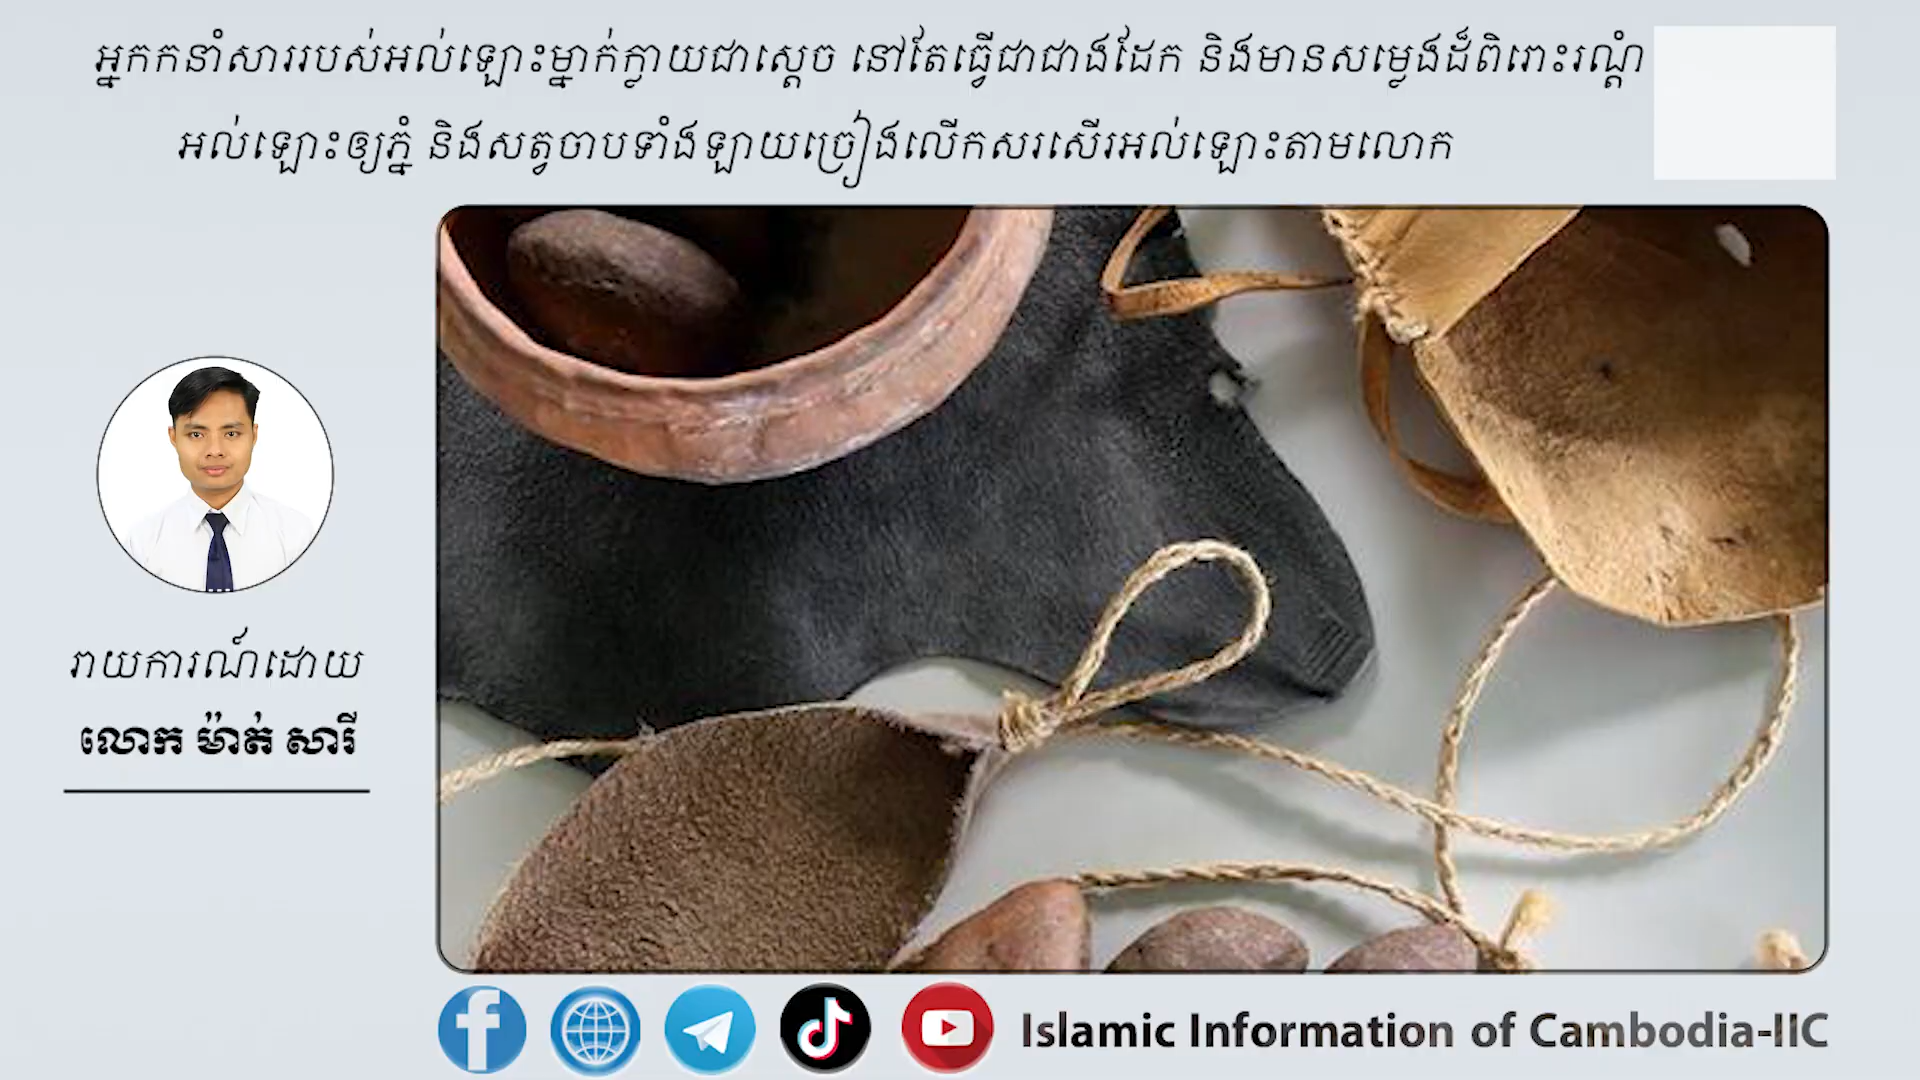 អ្នកកនាំសាររបស់អល់ឡោះម្នាក់ក្លាយជាស្តេច នៅតែធ្វើជាជាងដែក និងមានសម្លេងដ៏ពិរោះរណ្តំ
អល់ឡោះឲ្យភ្នំ និងសត្វចាបទាំងឡាយច្រៀងលើកសរសើរអល់ឡោះតាមលោក
រាយការណ៍ដោយ
លោក ម៉ាត់ សារី
Islamic Information of Cambodia-IIC